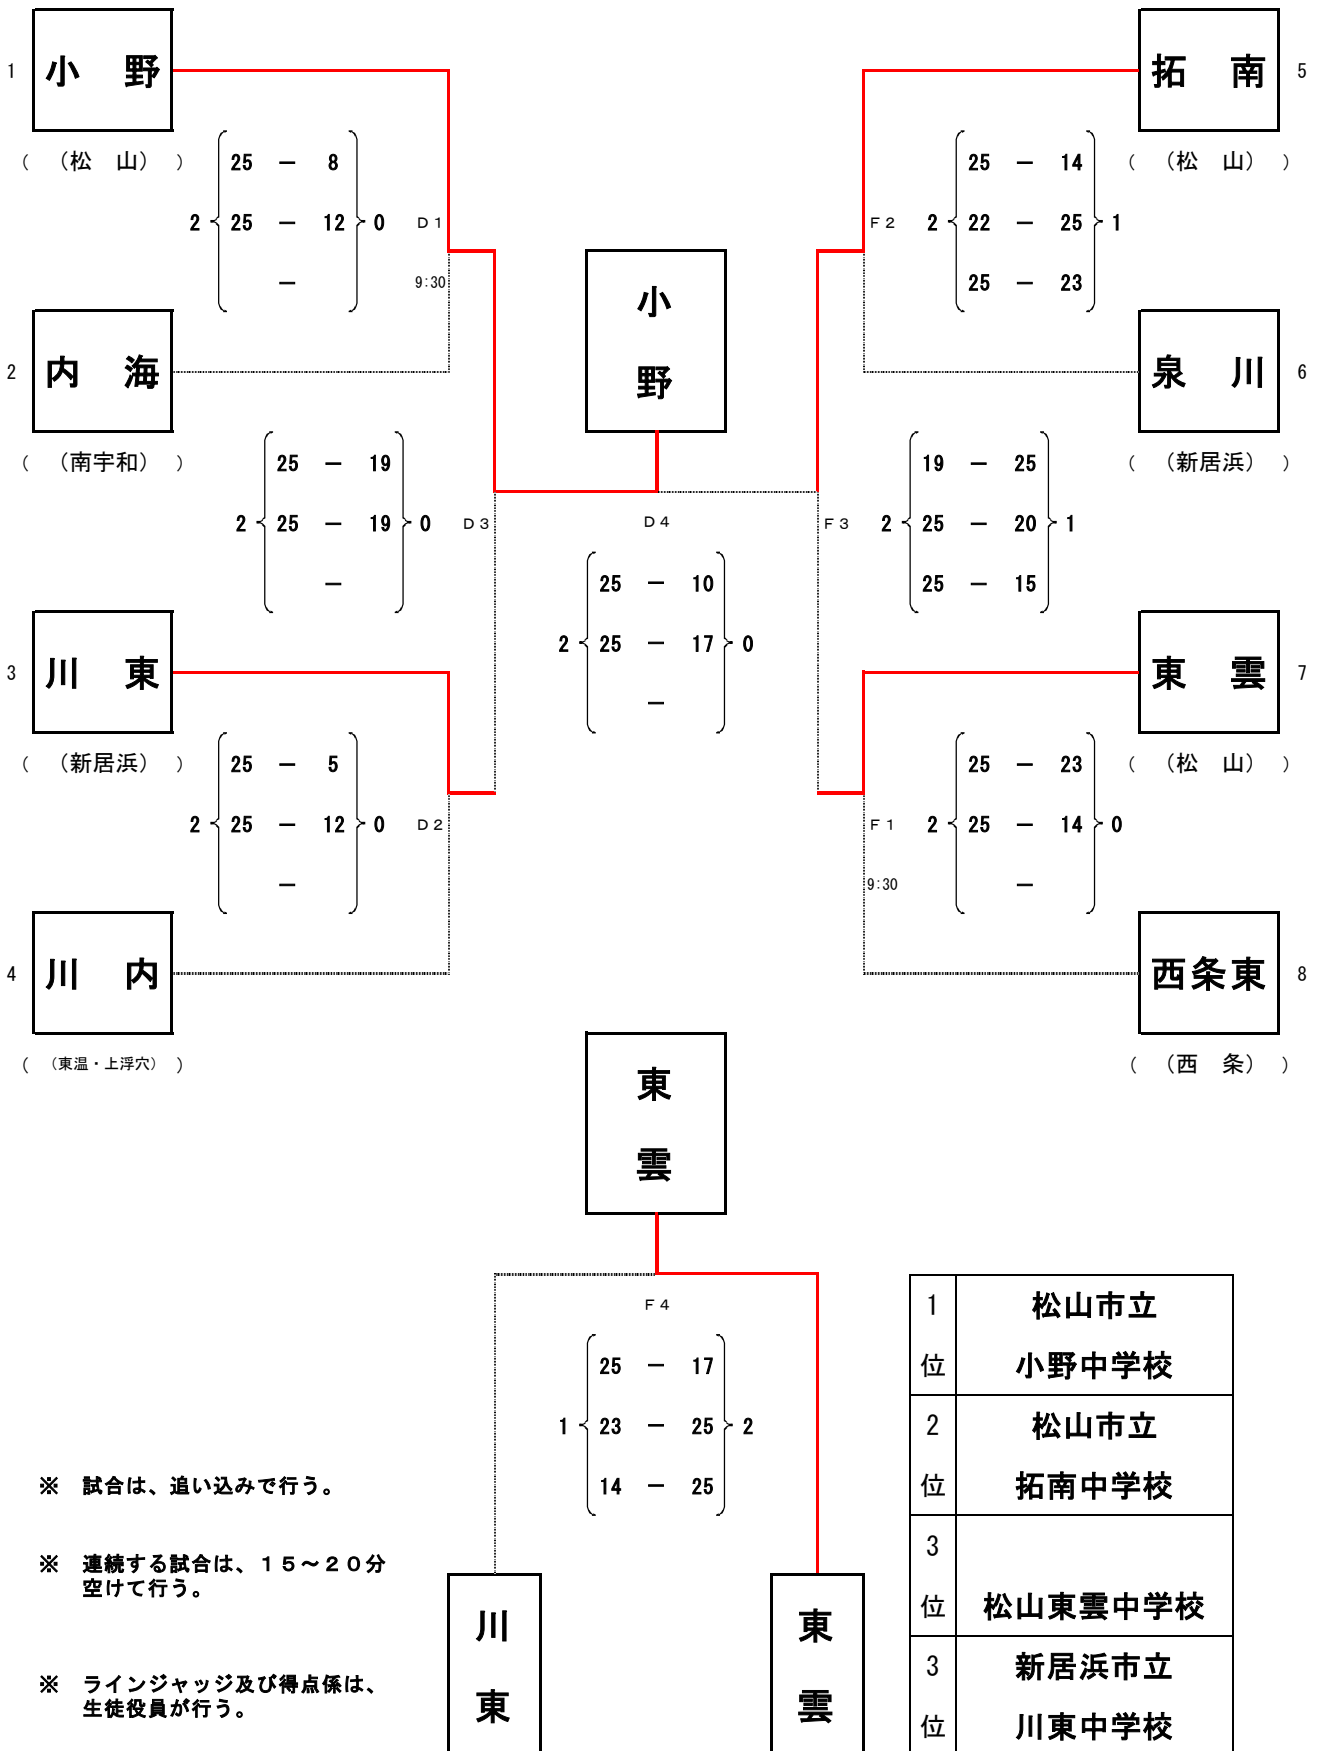 1 小　野
（（松　山））
2 25 － 8 0
25 － 12
－
D1
9:30
2 内　海
（（南宇和））
2 25 － 19 0
25 － 19
－
D3
3 川　東
（（新居浜））
2 25 － 5 0
25 － 12
－
D2
4 川　内
（（東温・上浮穴））
小
野
D4
2 25 － 10 0
25 － 17
－
拓　南 5
（（松　山））
F2
2 25 － 14 1
22 － 25
25 － 23
泉　川 6
（（新居浜））
F3
2 19 － 25 1
25 － 20
25 － 15
東　雲 7
（（松　山））
F1
9:30
2 25 － 23 0
25 － 14
－
西条東 8
（（西　条））
東
雲
F4
1 25 － 17 2
23 － 25
14 － 25
川
東
東
雲
※　試合は、追い込みで行う。
※　連続する試合は、１５～２０分
空けて行う。
※　ラインジャッジ及び得点係は、
生徒役員が行う。
1 松山市立
位 小野中学校
2 松山市立
位 拓南中学校
3
位 松山東雲中学校
3 新居浜市立
位 川東中学校